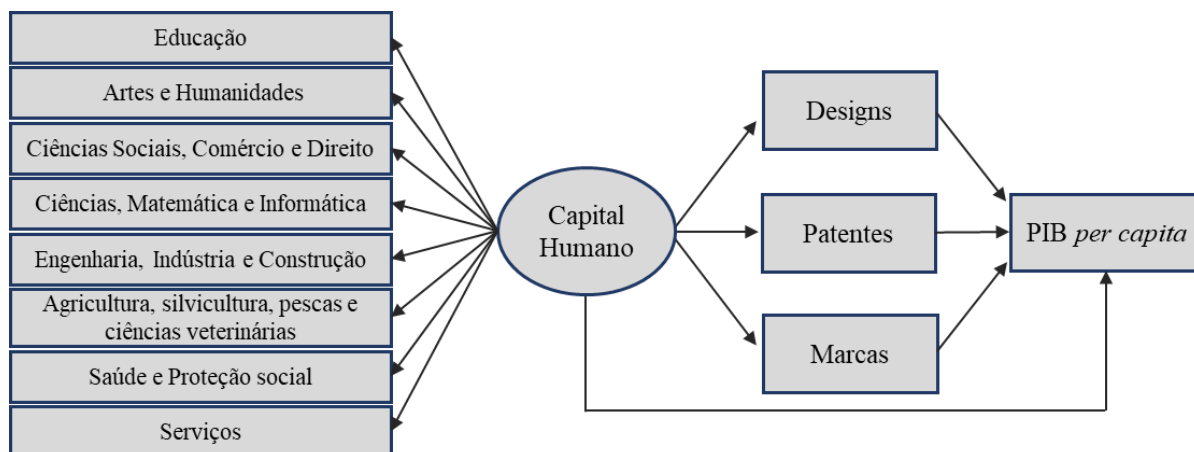 Educação
Artes e Humanidades
Ciências Sociais, Comércio e Direito
Ciências, Matemática e Informática
Engenharia, Indústria e Construção
Agricultura, silvicultura, pescas e
ciências veterinárias
Saúde e Proteção social
Serviços
Capital
Humano
Designs
Patentes
Marcas
PIB per capita